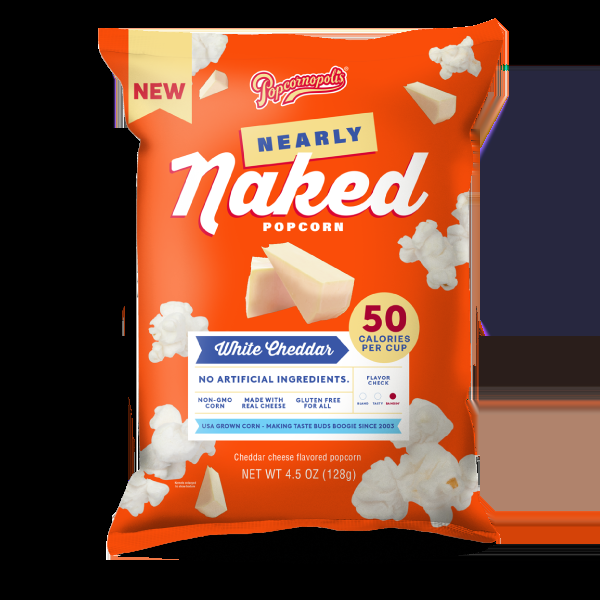 NEW
Popcornopolis®
NEARLY
Naked
POPCORN
50
CALORIES
PER CUP
White Cheddar
NO ARTIFICIAL INGREDIENTS.
FLAVOR
CHECK
NON-GMO
CORN
MADE WITH
REAL CHEESE
GLUTEN FREE
FOR ALL
BLAND TASTY
USA GROWN CORN - MAKING TASTE BUDS BOOGIE SINCE 2003
Cheddar cheese flavored popcorn
NET WT 4.5 OZ (128g)